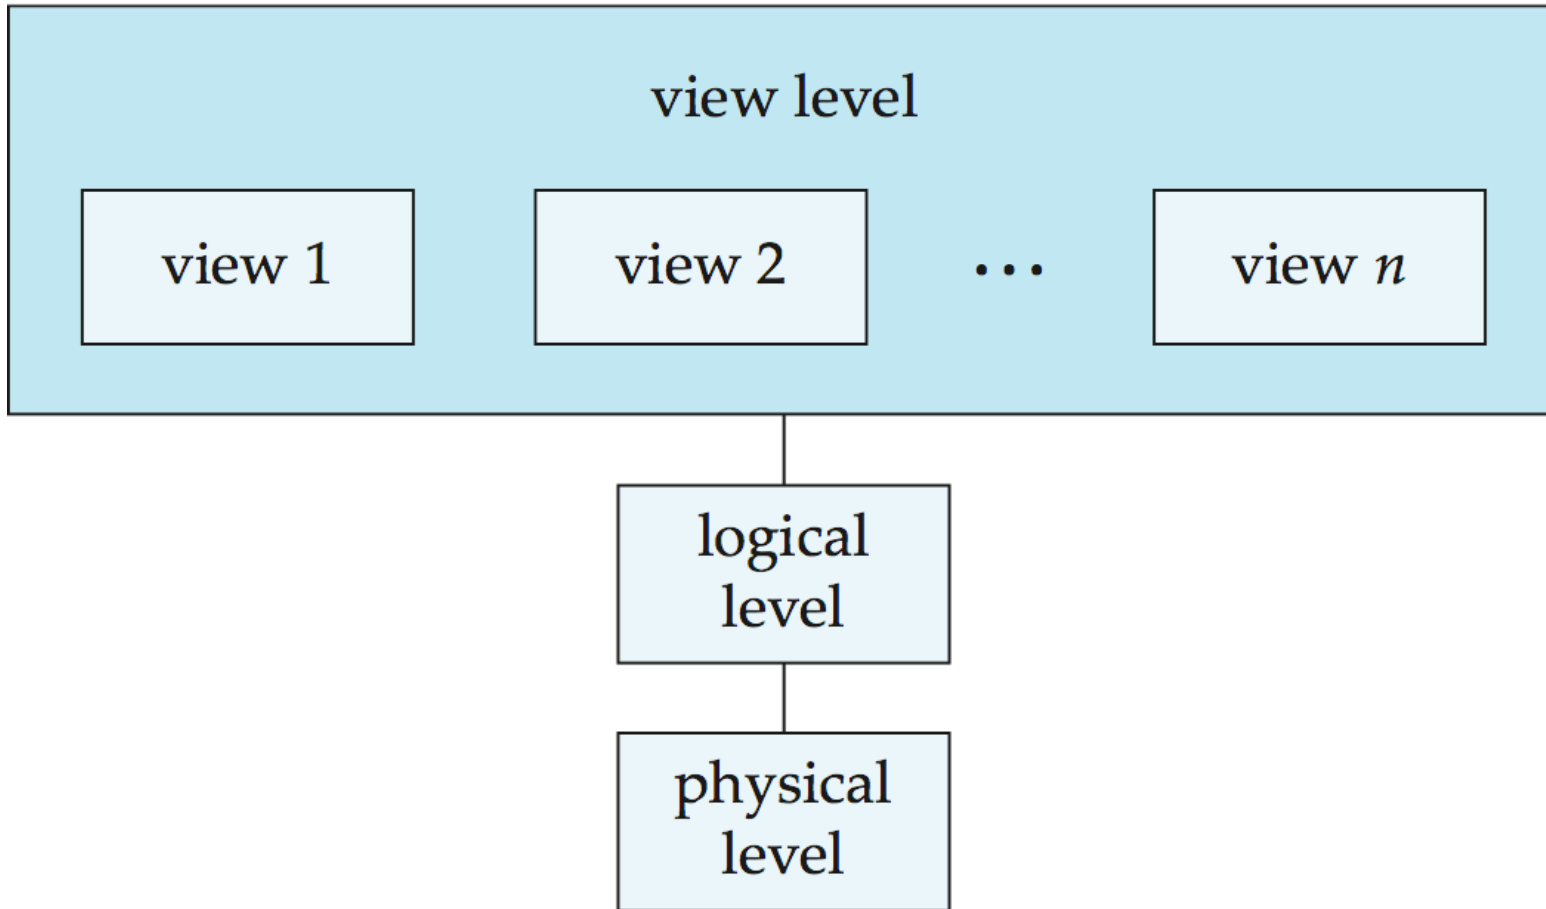 view level
view 1
view 2
...
view n
logical
level
physical
level